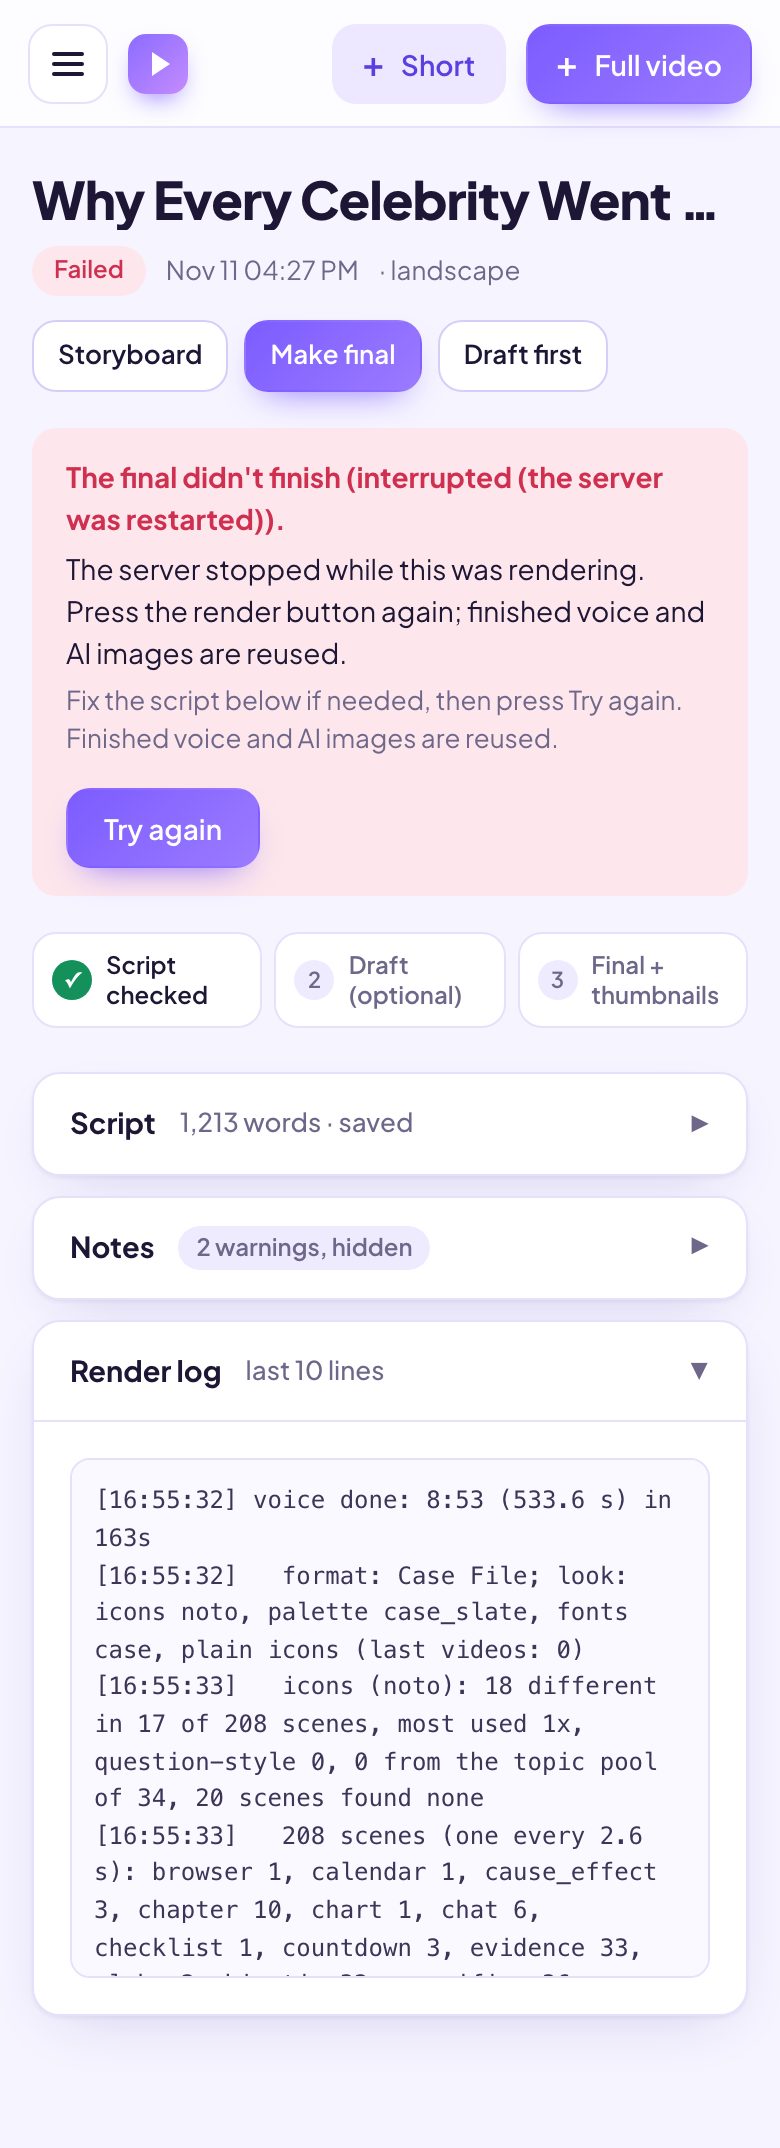 + Short
+ Full video
Why Every Celebrity Went ...
Failed
Nov 11 04:27 PM · landscape
Storyboard
Make final
Draft first
The final didn't finish (interrupted (the server
was restarted)).
The server stopped while this was rendering.
Press the render button again; finished voice and
AI images are reused.
Fix the script below if needed, then press Try again.
Finished voice and AI images are reused.
Try again
✓ Script
checked
2 Draft
(optional)
3 Final +
thumbnails
Script 1,213 words · saved
Notes 2 warnings, hidden
Render log last 10 lines
[16:55:32] voice done: 8:53 (533.6 s) in
163s
[16:55:32]   format: Case File; look:
icons noto, palette case_slate, fonts
case, plain icons (last videos: 0)
[16:55:33]   icons (noto): 18 different
in 17 of 208 scenes, most used 1x,
question-style 0, 0 from the topic pool
of 34, 20 scenes found none
[16:55:33]   208 scenes (one every 2.6
s): browser 1, calendar 1, cause_effect
3, chapter 10, chart 1, chat 6,
checklist 1, countdown 3, evidence 33,